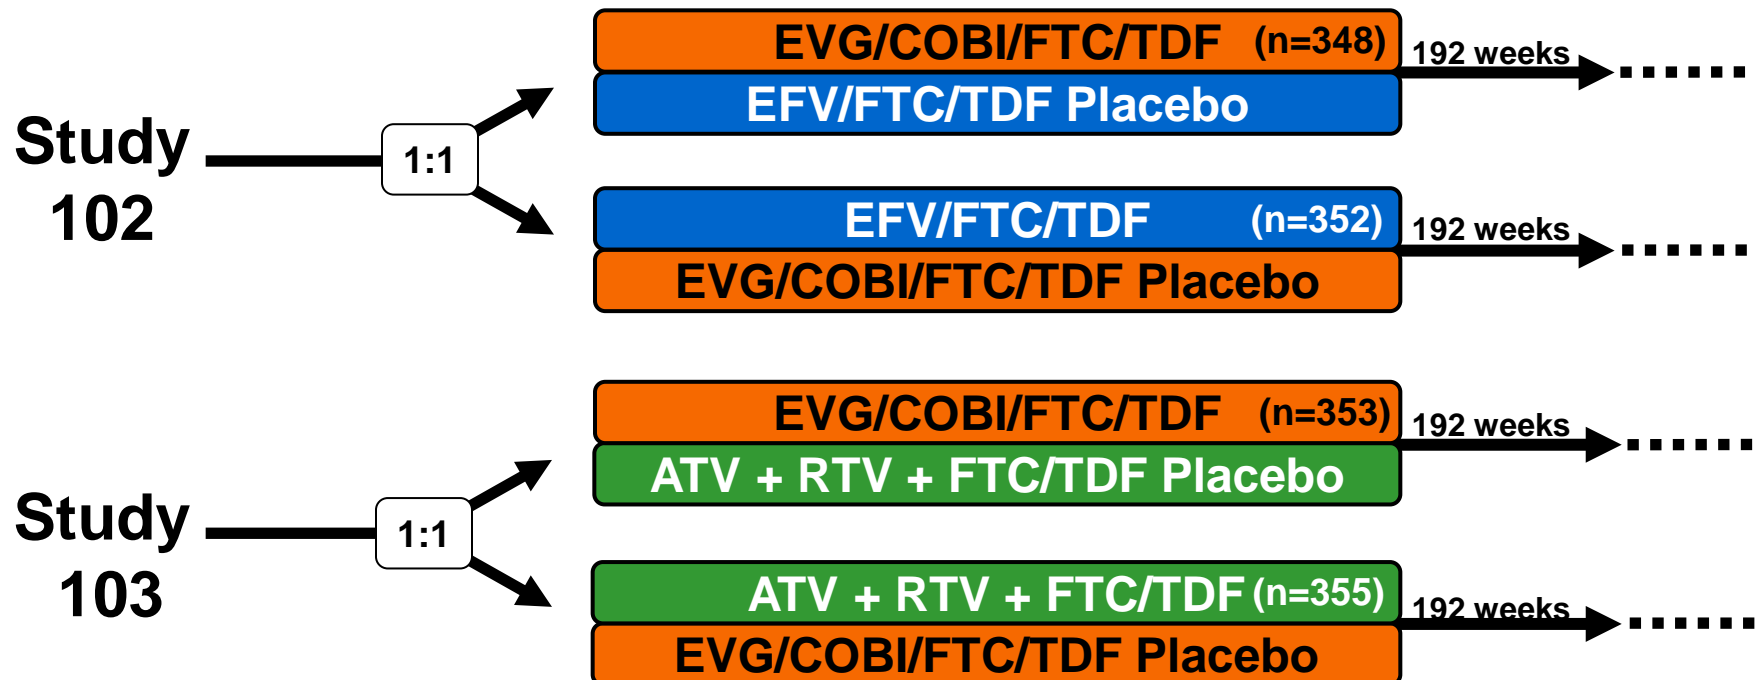 Study
102
1:1
EVG/COBI/FTC/TDF (n=348)
EFV/FTC/TDF Placebo
192 weeks
EFV/FTC/TDF (n=352)
EVG/COBI/FTC/TDF Placebo
192 weeks
Study
103
1:1
EVG/COBI/FTC/TDF (n=353)
ATV + RTV + FTC/TDF Placebo
192 weeks
ATV + RTV + FTC/TDF (n=355)
EVG/COBI/FTC/TDF Placebo
192 weeks